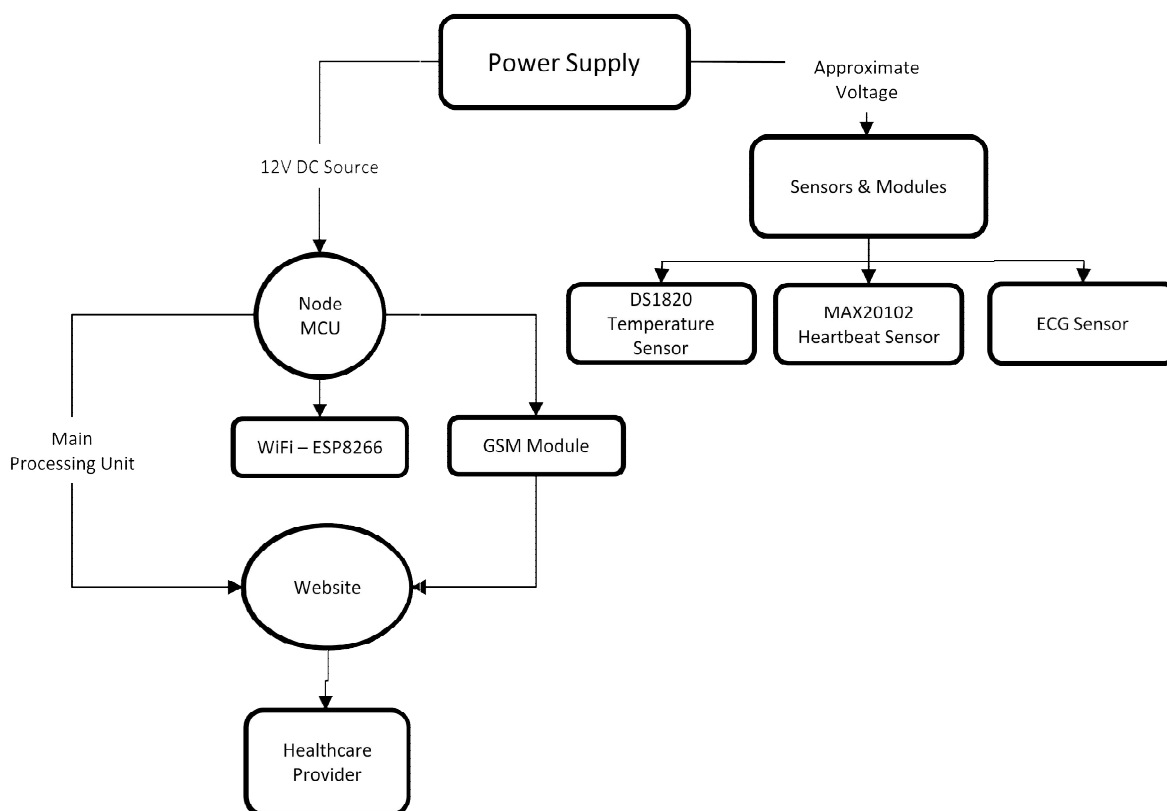 Power Supply
Approximate
Voltage
12V DC Source
Sensors & Modules
Node
MCU
DS1820
Temperature
Sensor
MAX20102
Heartbeat Sensor
ECG Sensor
Main
Processing Unit
WiFi – ESP8266
GSM Module
Website
Healthcare
Provider